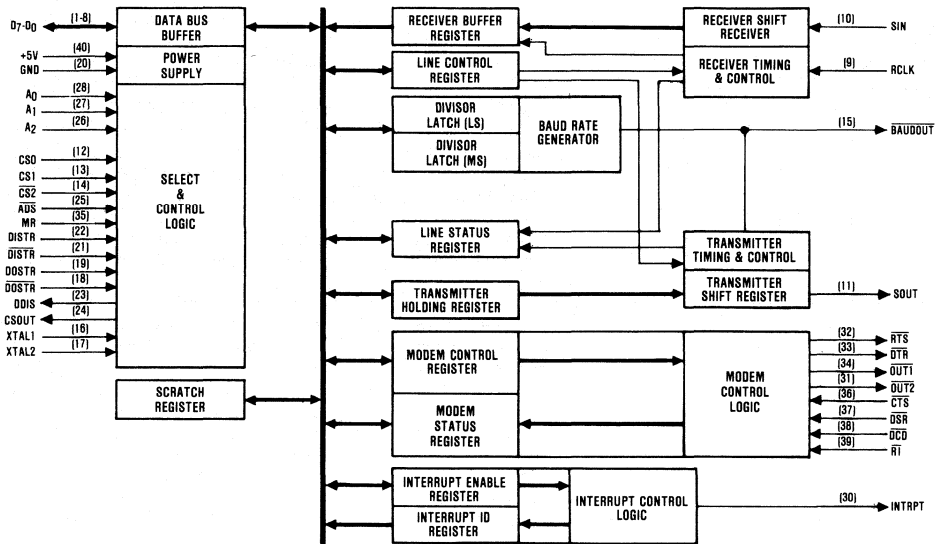 D7-D0
(1-8)
DATA BUS
BUFFER
+5V
(40)
GND
(20)
POWER
SUPPLY
A0
(28)
A1
(27)
A2
(26)
CS0
(12)
CS1
(13)
CS2
(14)
ADS
(25)
MR
(35)
DISTR
(22)
DISTR
(21)
DOSTR
(19)
DOSTR
(18)
DDIS
(23)
CSOUT
(24)
XTAL1
(16)
XTAL2
(17)
SELECT
&
CONTROL
LOGIC
SCRATCH
REGISTER
RECEIVER BUFFER
REGISTER
LINE CONTROL
REGISTER
DIVISOR
LATCH (LS)
DIVISOR
LATCH (MS)
BAUD RATE
GENERATOR
LINE STATUS
REGISTER
TRANSMITTER
HOLDING REGISTER
MODEM CONTROL
REGISTER
MODEM
STATUS
REGISTER
INTERRUPT ENABLE
REGISTER
INTERRUPT ID
REGISTER
INTERRUPT CONTROL
LOGIC
RECEIVER SHIFT
RECEIVER
RECEIVER TIMING
& CONTROL
TRANSMITTER
TIMING & CONTROL
TRANSMITTER
SHIFT REGISTER
MODEM
CONTROL
LOGIC
(10)
SIN
(9)
RCLK
(15)
BAUDOUT
(11)
SOUT
(32)
RTS
(33)
DTR
(34)
OUT1
(31)
OUT2
(36)
CTS
(37)
DSR
(38)
DCD
(39)
RI
(30)
INTRPT